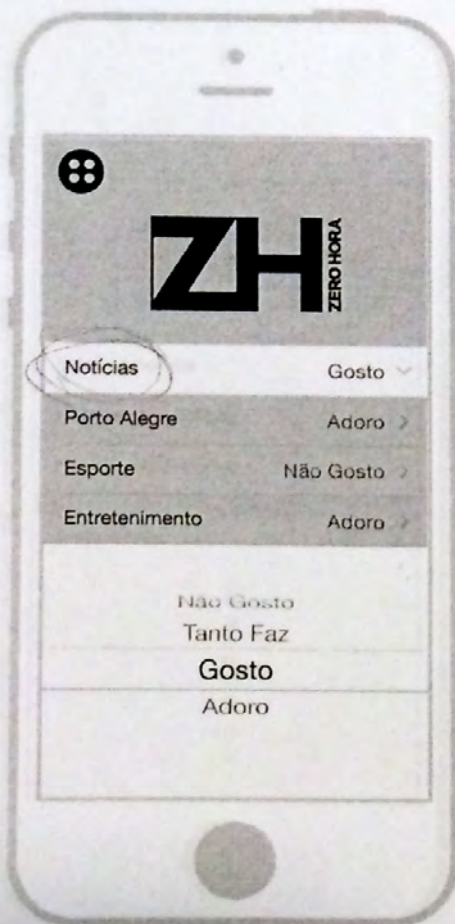 ZH ZERO HORA
Notícias Gosto
Porto Alegre Adoro
Esporte Não Gosto
Entretenimento Adoro
Não Gosto
Tanto Faz
Gosto
Adoro